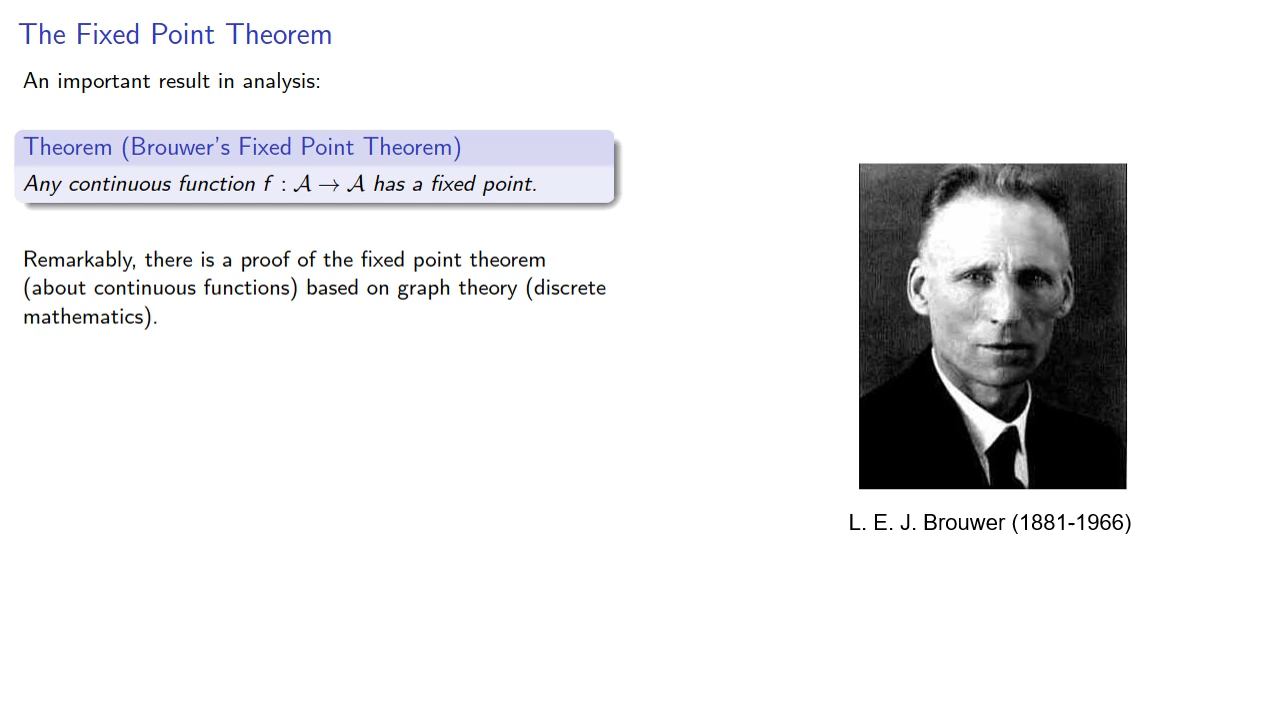 The Fixed Point Theorem
An important result in analysis:
Theorem (Brouwer's Fixed Point Theorem)
Any continuous function f : 𝒜 → 𝒜 has a fixed point.
Remarkably, there is a proof of the fixed point theorem
(about continuous functions) based on graph theory (discrete
mathematics).
L. E. J. Brouwer (1881-1966)